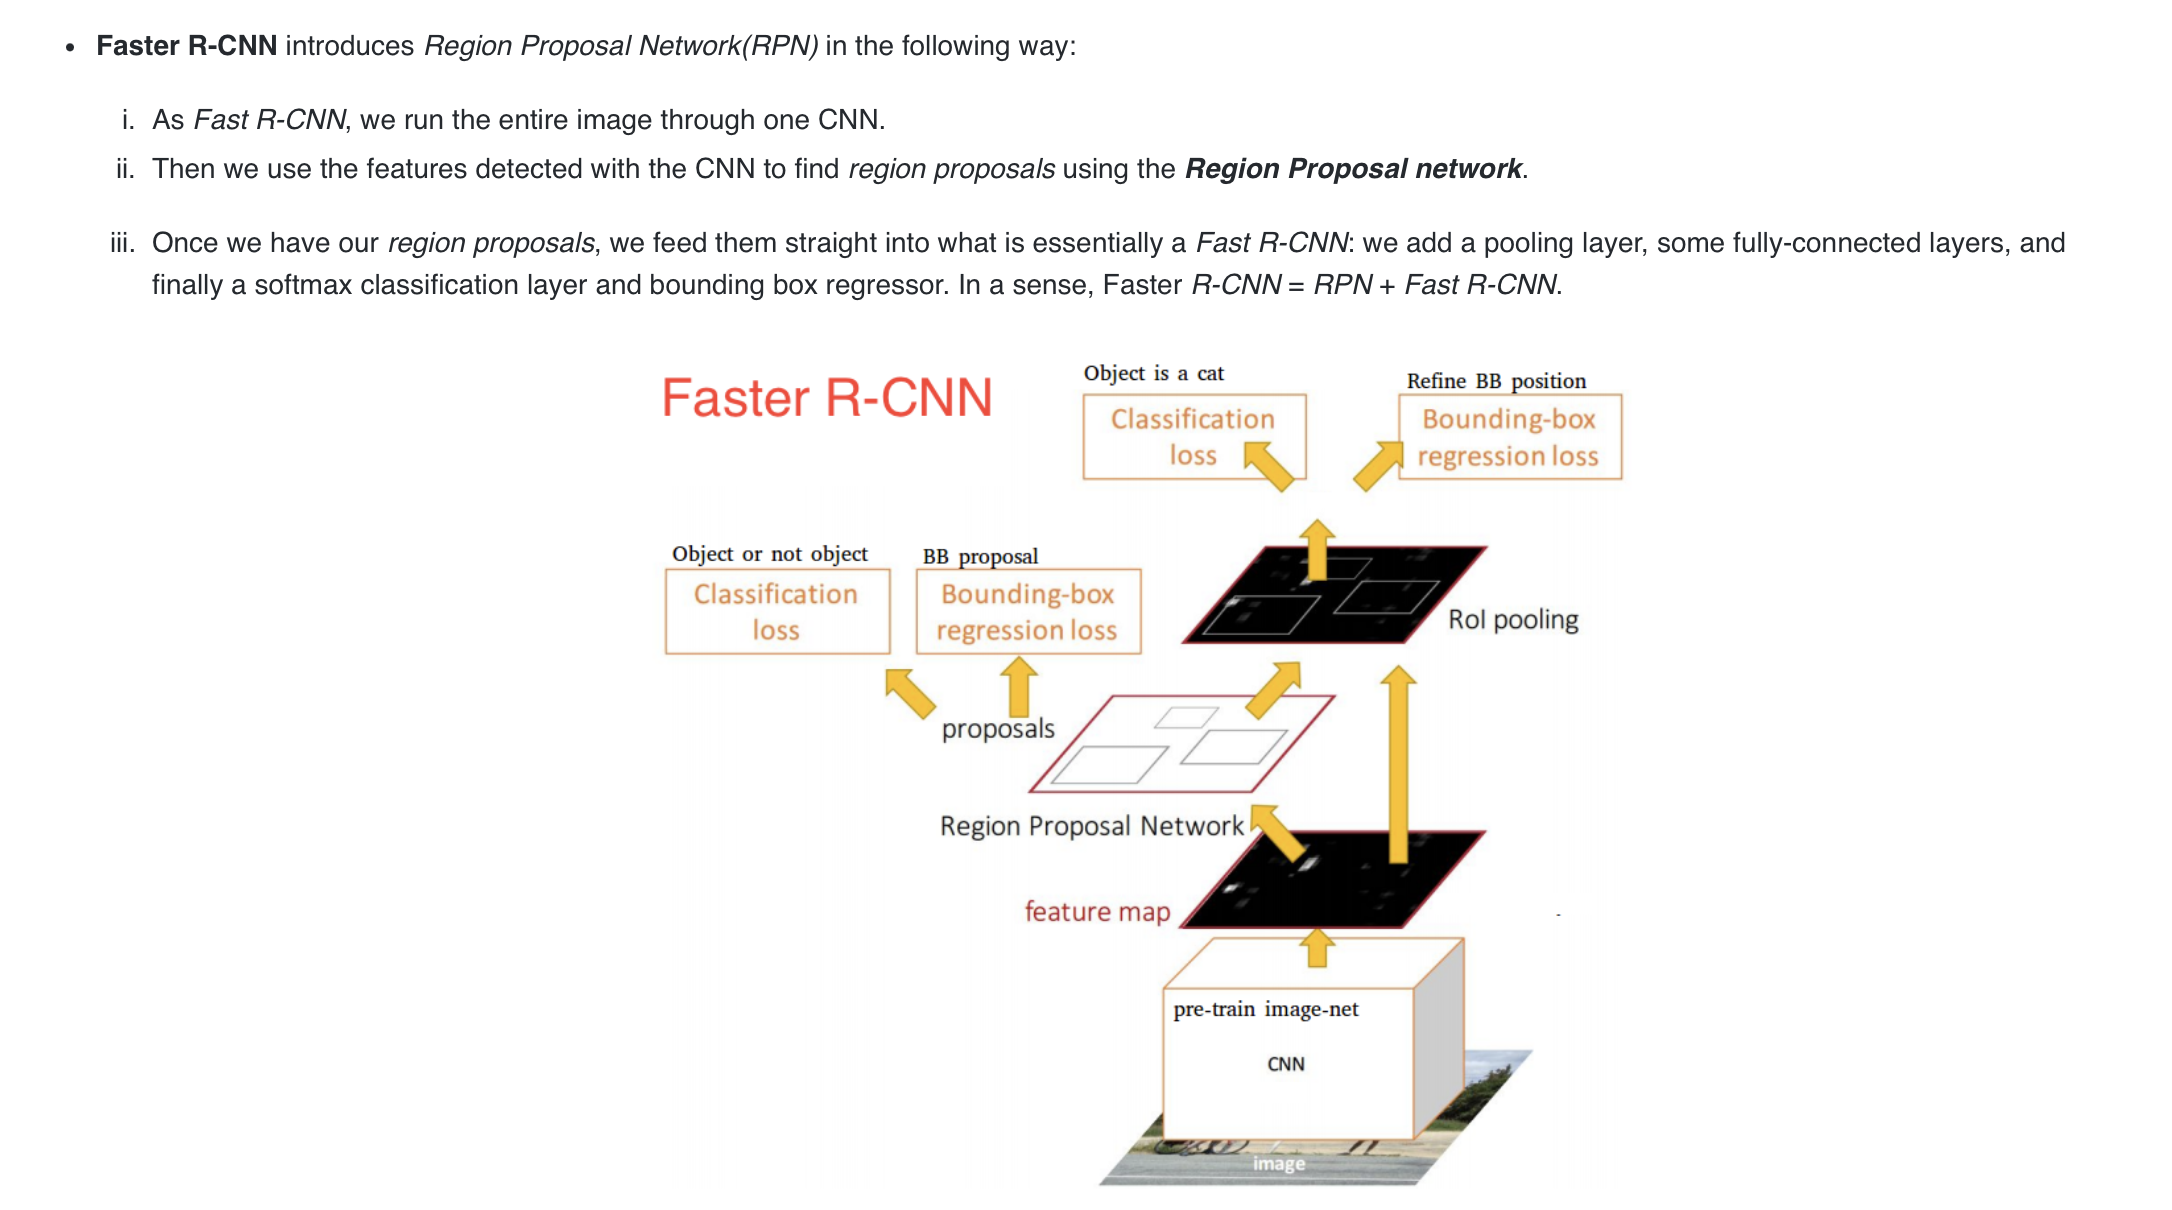 • Faster R-CNN introduces Region Proposal Network(RPN) in the following way:
i. As Fast R-CNN, we run the entire image through one CNN.
ii. Then we use the features detected with the CNN to find region proposals using the Region Proposal network.
iii. Once we have our region proposals, we feed them straight into what is essentially a Fast R-CNN: we add a pooling layer, some fully-connected layers, and
finally a softmax classification layer and bounding box regressor. In a sense, Faster R-CNN = RPN + Fast R-CNN.
Faster R-CNN
Object is a cat
Classification
loss
Refine BB position
Bounding-box
regression loss
Object or not object
Classification
loss
BB proposal
Bounding-box
regression loss
RoI pooling
proposals
Region Proposal Network
feature map
pre-train image-net
CNN
image